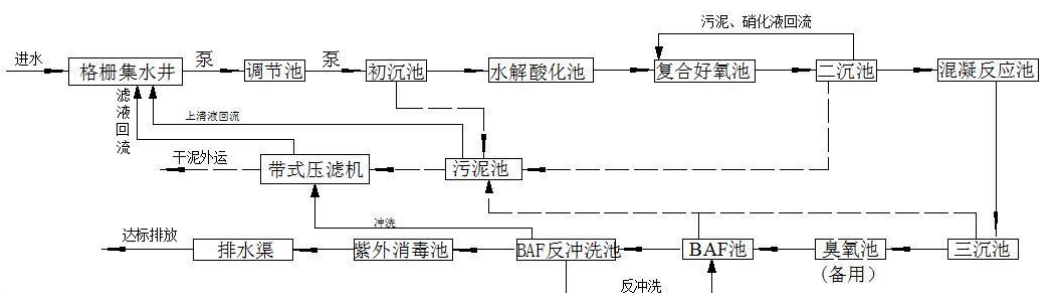 污泥、硝化液回流
进水
格栅集水井
泵
调节池
泵
初沉池
水解酸化池
复合好氧池
二沉池
混凝反应池
滤液回流
上清液回流
干泥外运
带式压滤机
污泥池
冲洗
达标排放
排水渠
紫外消毒池
BAF反冲洗池
BAF池
臭氧池
(备用)
三沉池
反冲洗